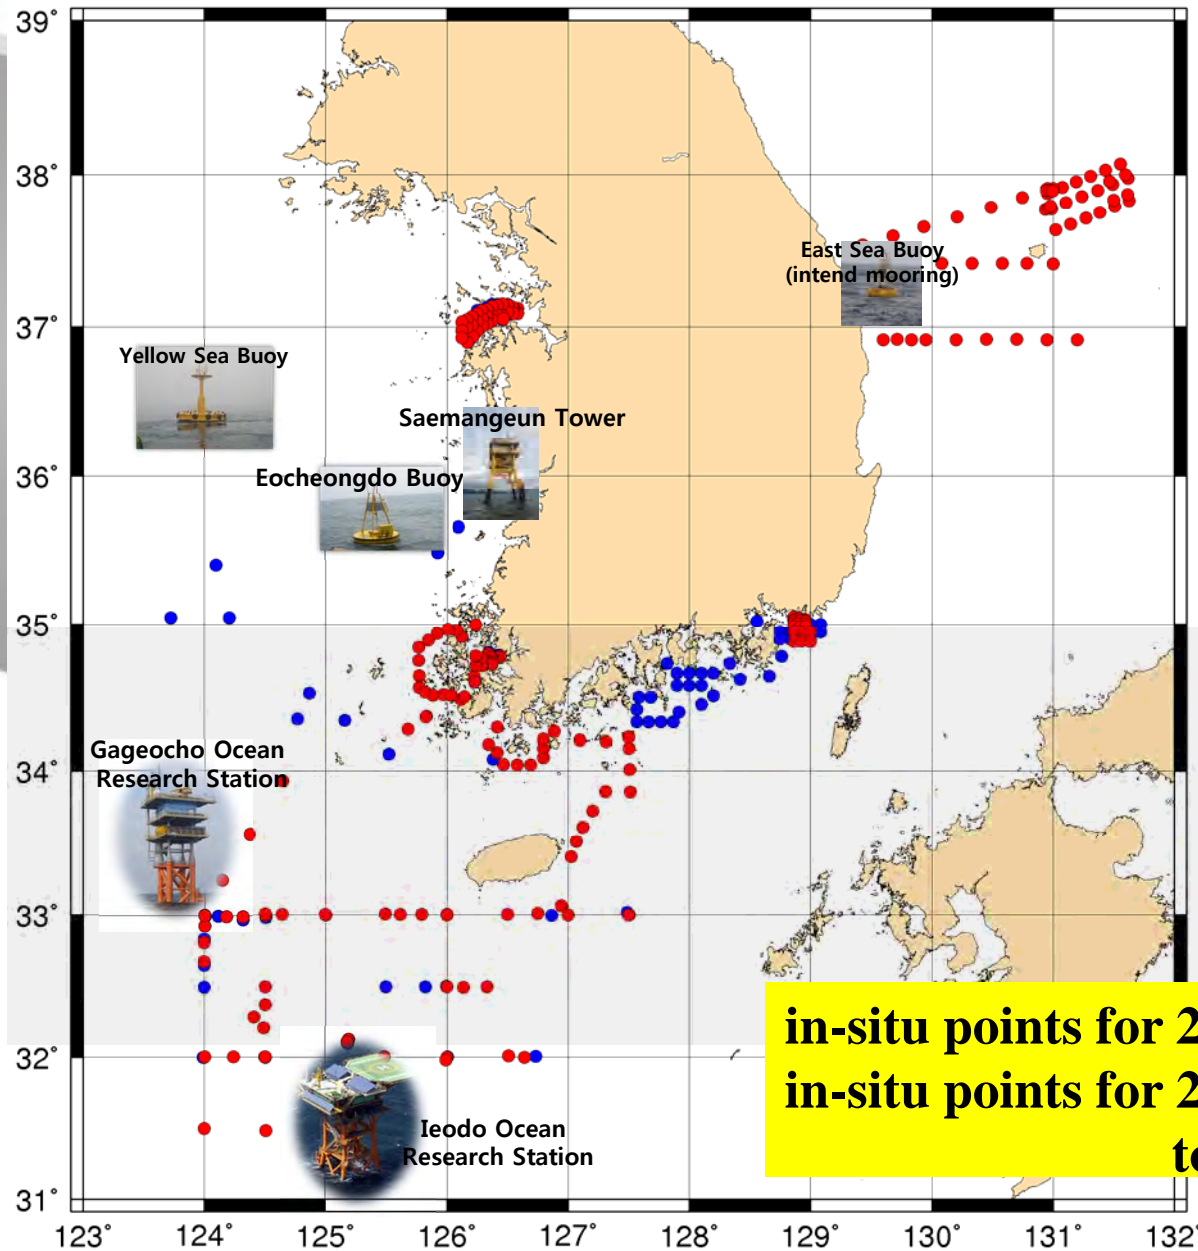 39°
38°
East Sea Buoy
(intend mooring)
37°
Yellow Sea Buoy
Saemangeun Tower
36°
Eocheongdo Buoy
35°
Gageocho Ocean
Research Station
34°
33°
in-situ points for 2
in-situ points for 2
32°
Ieodo Ocean
Research Station
31°
123° 124° 125° 126° 127° 128° 129° 130° 131° 132°